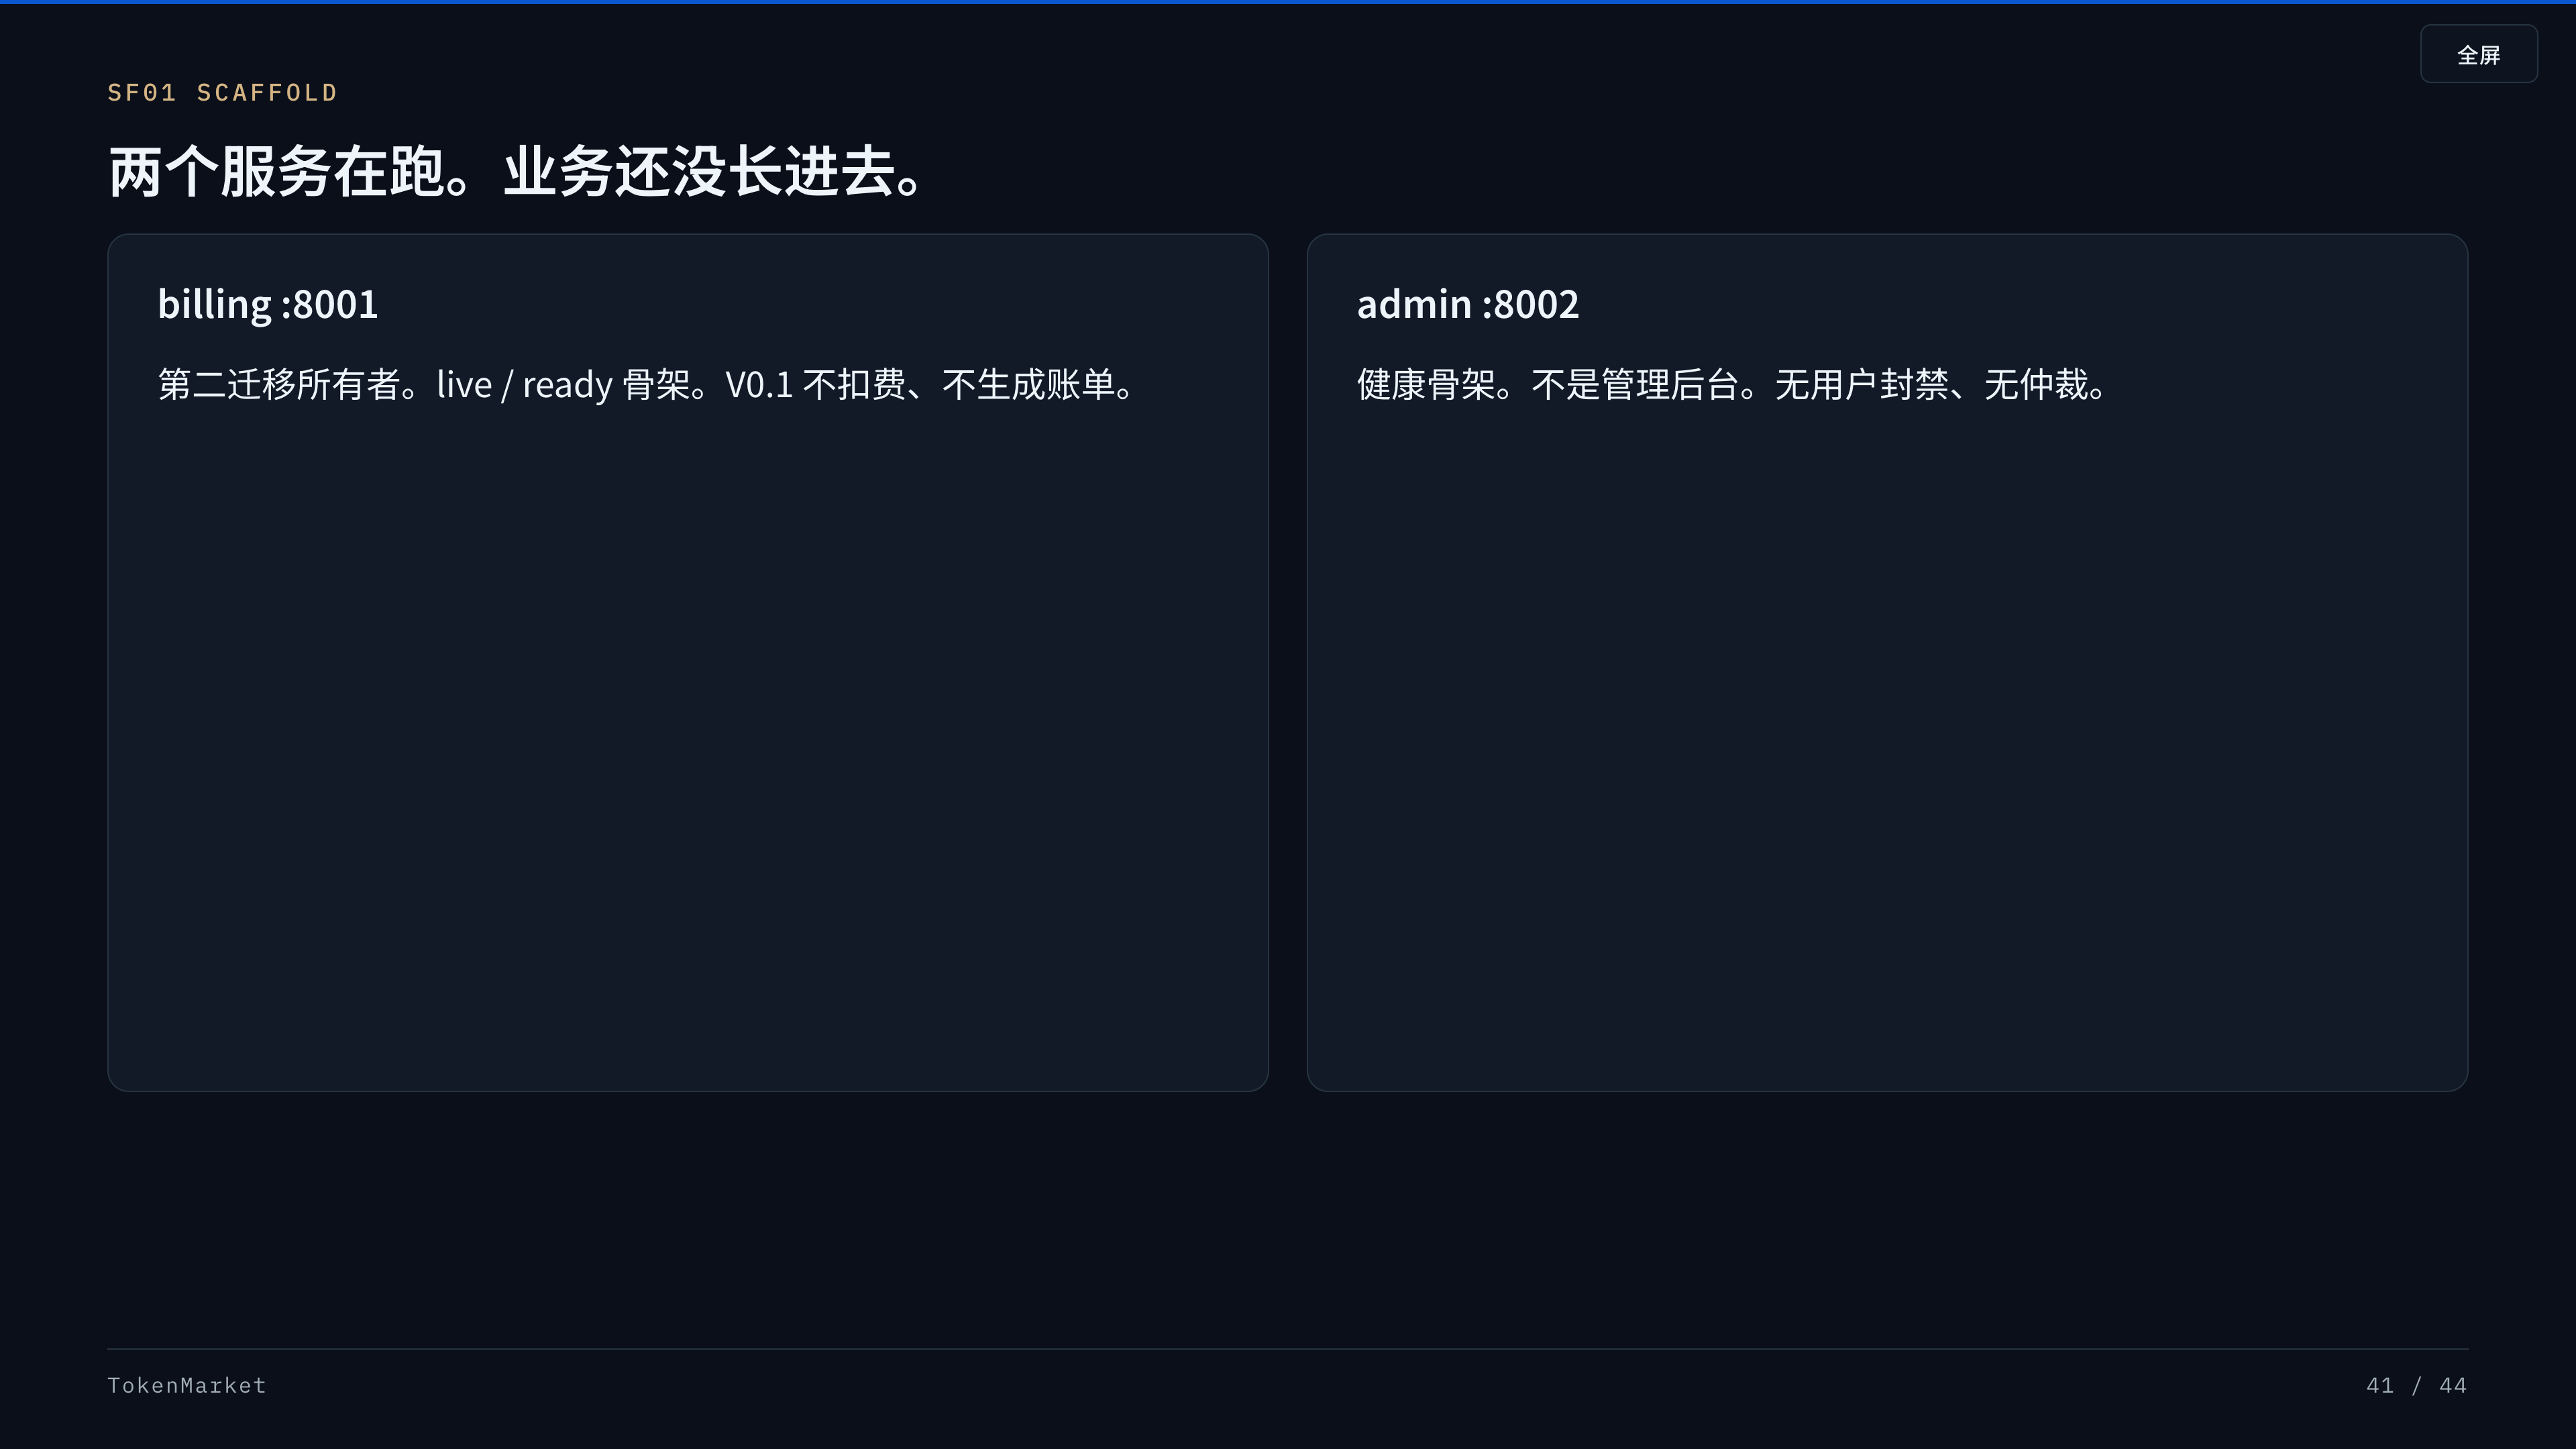 全屏
SF01 SCAFFOLD
两个服务在跑。业务还没长进去。
billing :8001
第二迁移所有者。live / ready 骨架。V0.1 不扣费、不生成账单。
admin :8002
健康骨架。不是管理后台。无用户封禁、无仲裁。
TokenMarket
41 / 44